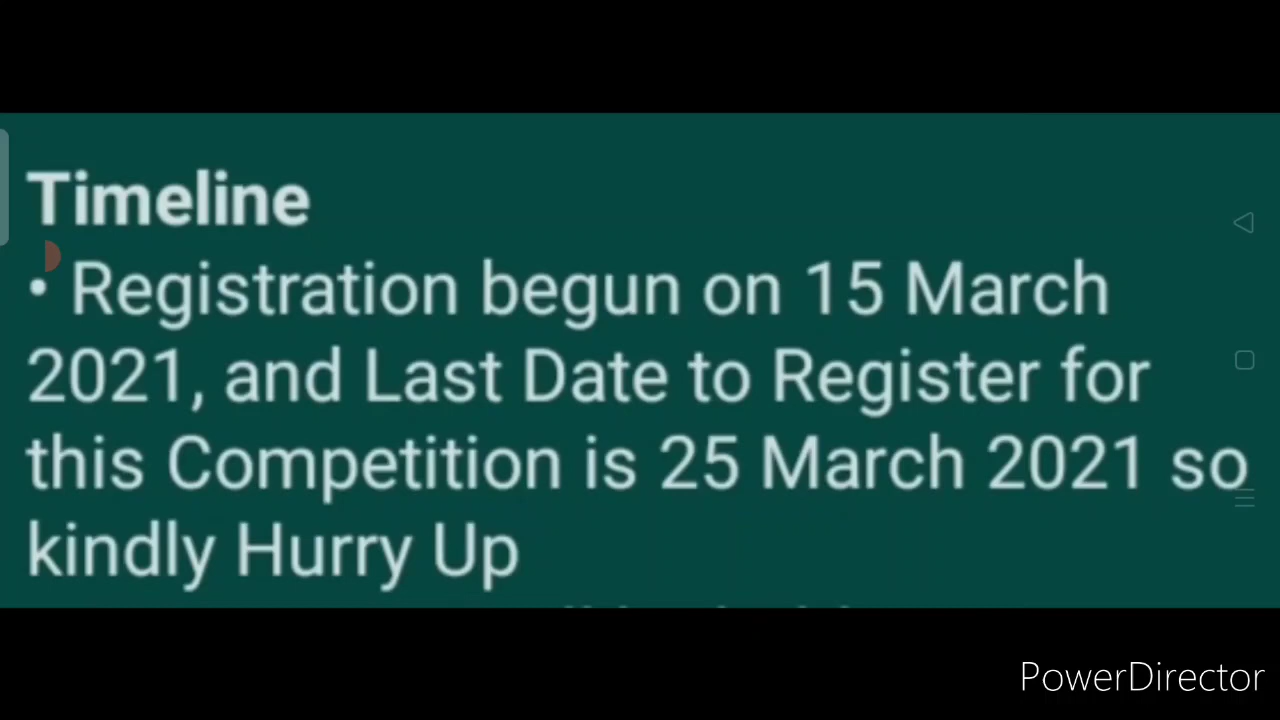 Timeline
• Registration begun on 15 March
2021, and Last Date to Register for
this Competition is 25 March 2021 so
kindly Hurry Up
PowerDirector